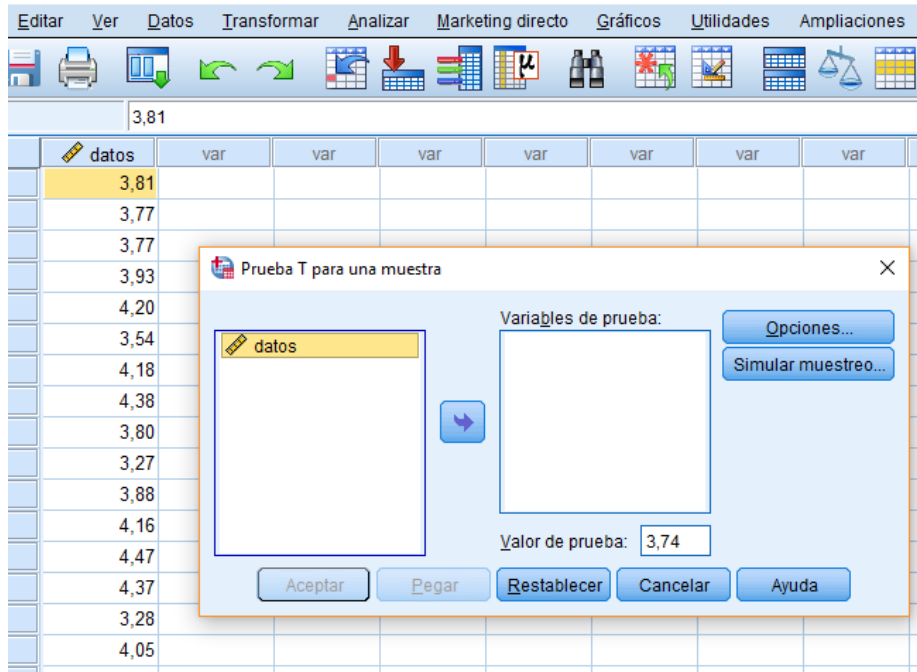 Editar Ver Datos Transformar Analizar Marketing directo Gráficos Utilidades Ampliaciones
μ
3,81
datos var var var var var var var
3,81
3,77
3,77
3,93
4,20
3,54
4,18
4,38
3,80
3,27
3,88
4,16
4,47
4,37
3,28
4,05
Prueba T para una muestra
datos
Variables de prueba:
Opciones...
Simular muestreo...
Valor de prueba: 3,74
Aceptar Pegar Restablecer Cancelar Ayuda